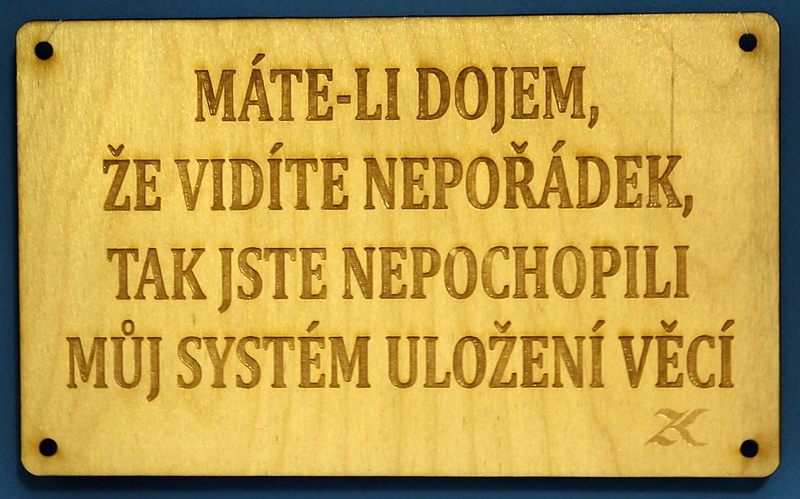 MÁTE-LI DOJEM,
ŽE VIDÍTE NEPOŘÁDEK,
TAK JSTE NEPOCHOPILI
MŮJ SYSTÉM ULOŽENÍ VĚCÍ